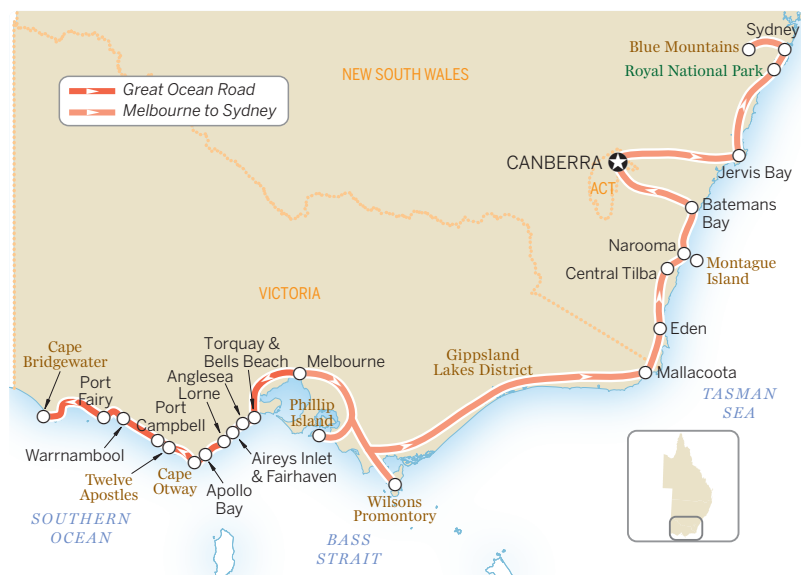 Sydney
Blue Mountains
Royal National Park
NEW SOUTH WALES
Great Ocean Road
Melbourne to Sydney
CANBERRA
ACT
Jervis Bay
Batemans
Bay
Narooma
Montague
Island
Central Tilba
VICTORIA
Eden
Torquay &
Bells Beach
Melbourne
Gippsland
Lakes District
Mallacoota
Cape
Bridgewater
Anglesea
Lorne
Port
Fairy
Port
Campbell
Phillip
Island
TASMAN
SEA
Warrnambool
Aireys Inlet
& Fairhaven
Twelve
Apostles
Cape
Otway
Apollo
Bay
Wilsons
Promontory
SOUTHERN
OCEAN
BASS
STRAIT